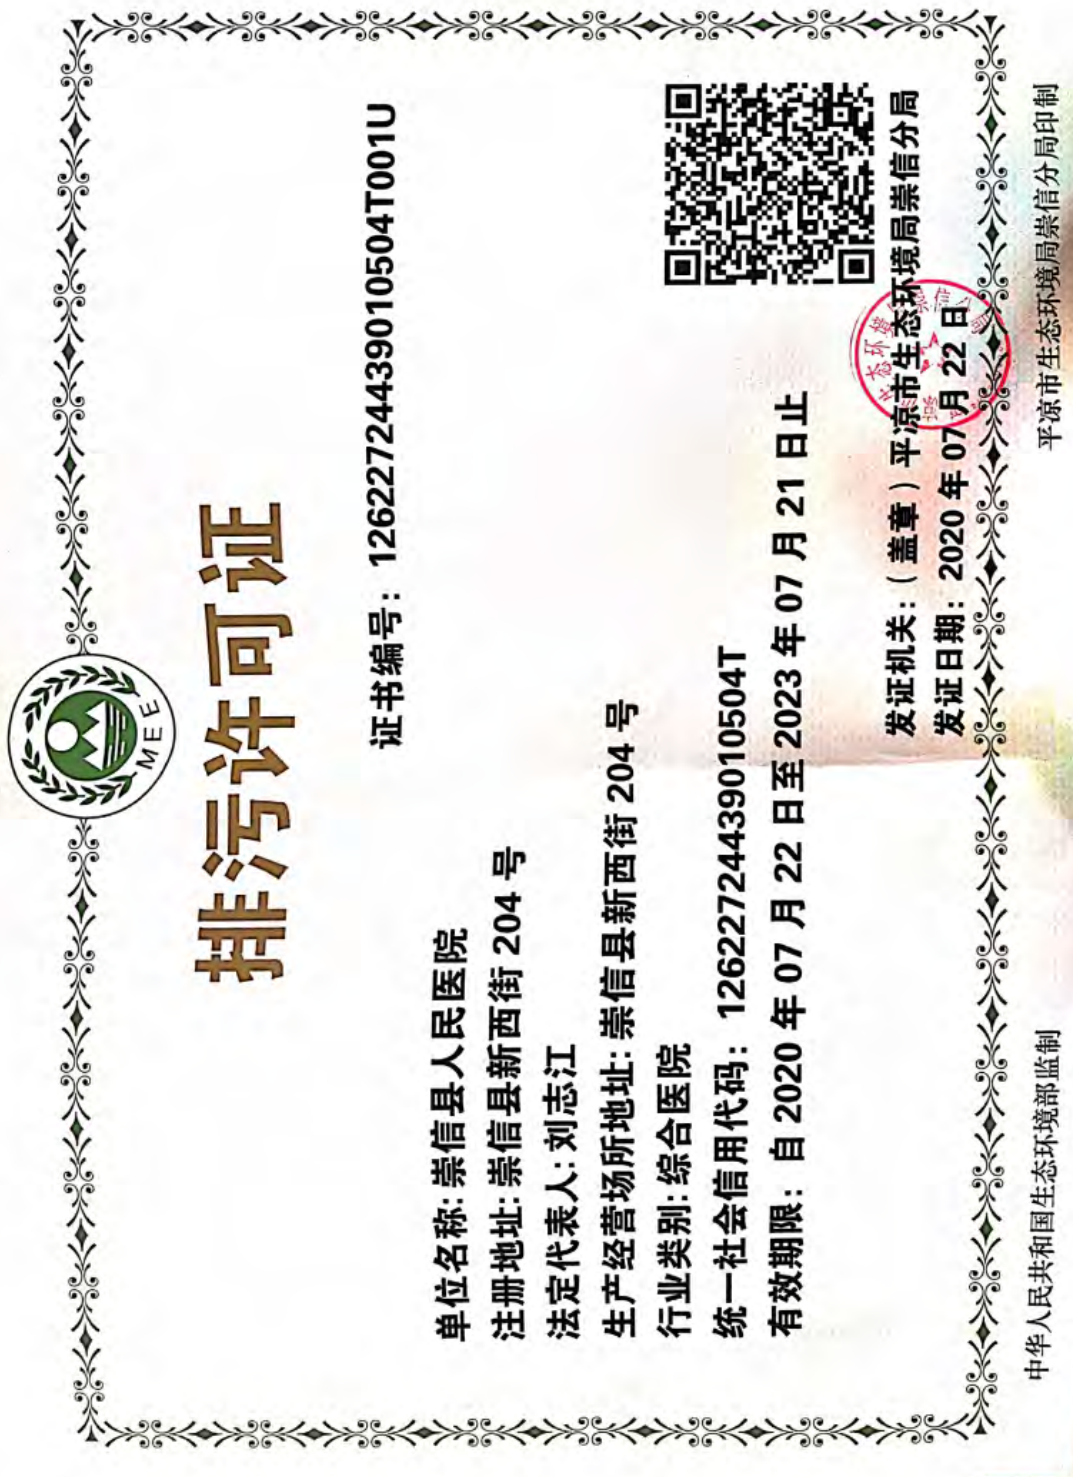 MEE
排污许可证
证书编号：126227244390105​04T001U
单位名称：崇信县人民医院
注册地址：崇信县新西街 204 号
法定代表人：刘志江
生产经营场所地址：崇信县新西街 204 号
行业类别：综合医院
统一社会信用代码：12622724439010504T
有效期限：自 2020 年 07 月 22 日至 2023 年 07 月 21 日止
发证机关：（盖章）平凉市生态环境局崇信分局
发证日期：2020 年 07 月 22 日
中华人民共和国生态环境部监制
平凉市生态环境局崇信分局印制